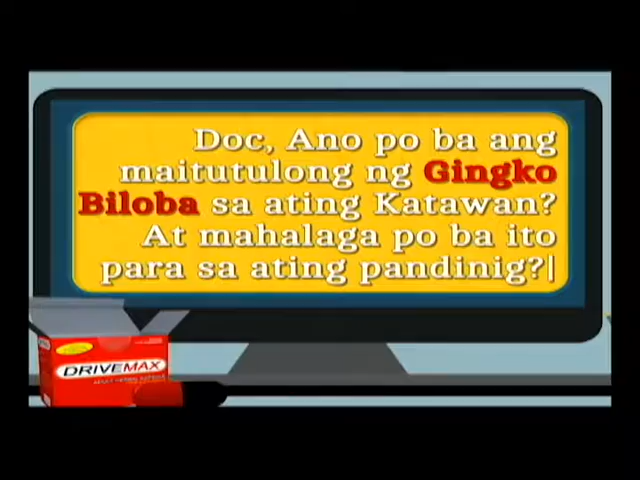 Doc, Ano po ba ang
maitutulong ng Gingko
Biloba sa ating Katawan?
At mahalaga po ba ito
para sa ating pandinig?
DRIVEMAX